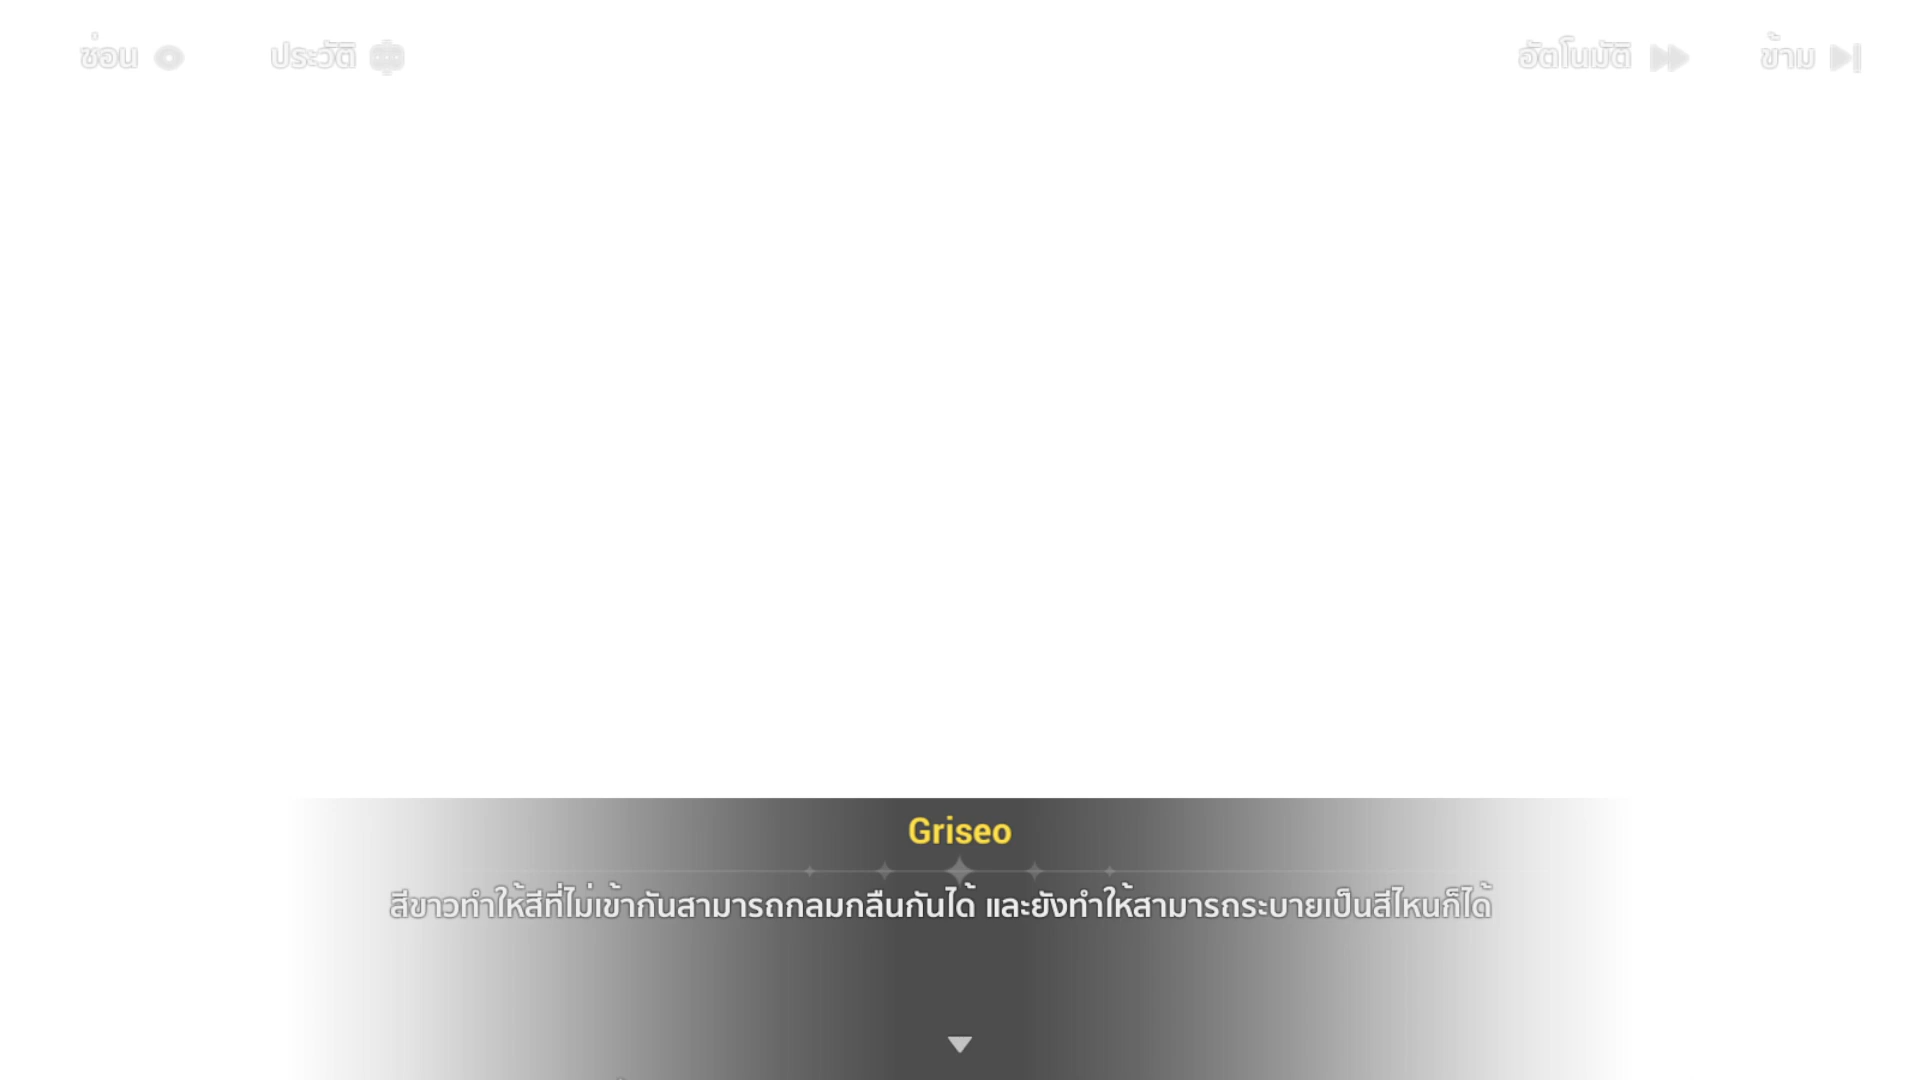 ซ่อน
ประวัติ
อัตโนมัติ
ข้าม
Griseo
สีขาวทำให้สีที่ไม่เข้ากันสามารถกลมกลืนกันได้ และยังทำให้สามารถระบายเป็นสีไหนก็ได้